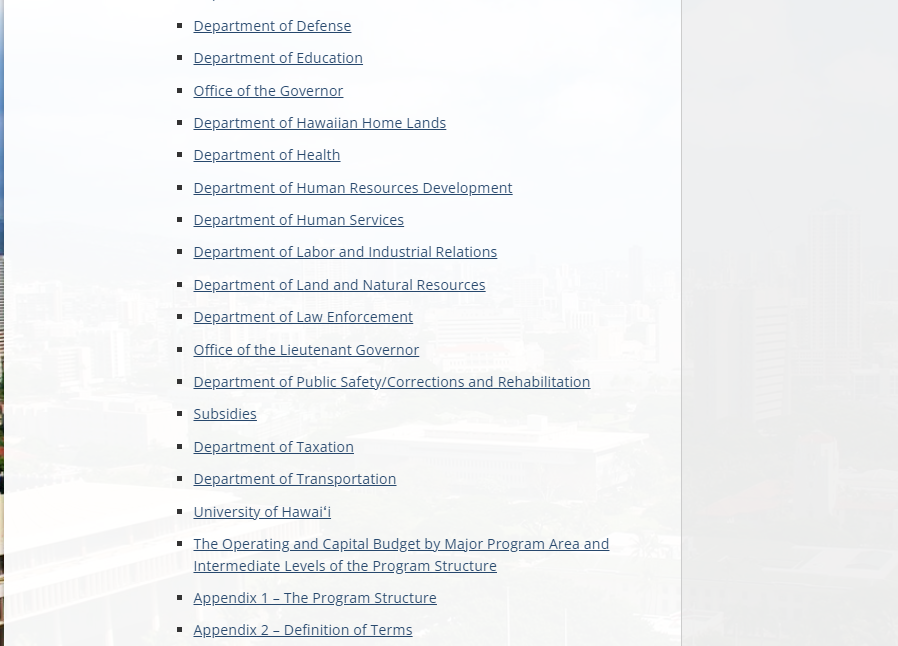 Department of Defense
Department of Education
Office of the Governor
Department of Hawaiian Home Lands
Department of Health
Department of Human Resources Development
Department of Human Services
Department of Labor and Industrial Relations
Department of Land and Natural Resources
Department of Law Enforcement
Office of the Lieutenant Governor
Department of Public Safety/Corrections and Rehabilitation
Subsidies
Department of Taxation
Department of Transportation
University of Hawaiʻi
The Operating and Capital Budget by Major Program Area and
Intermediate Levels of the Program Structure
Appendix 1 – The Program Structure
Appendix 2 – Definition of Terms